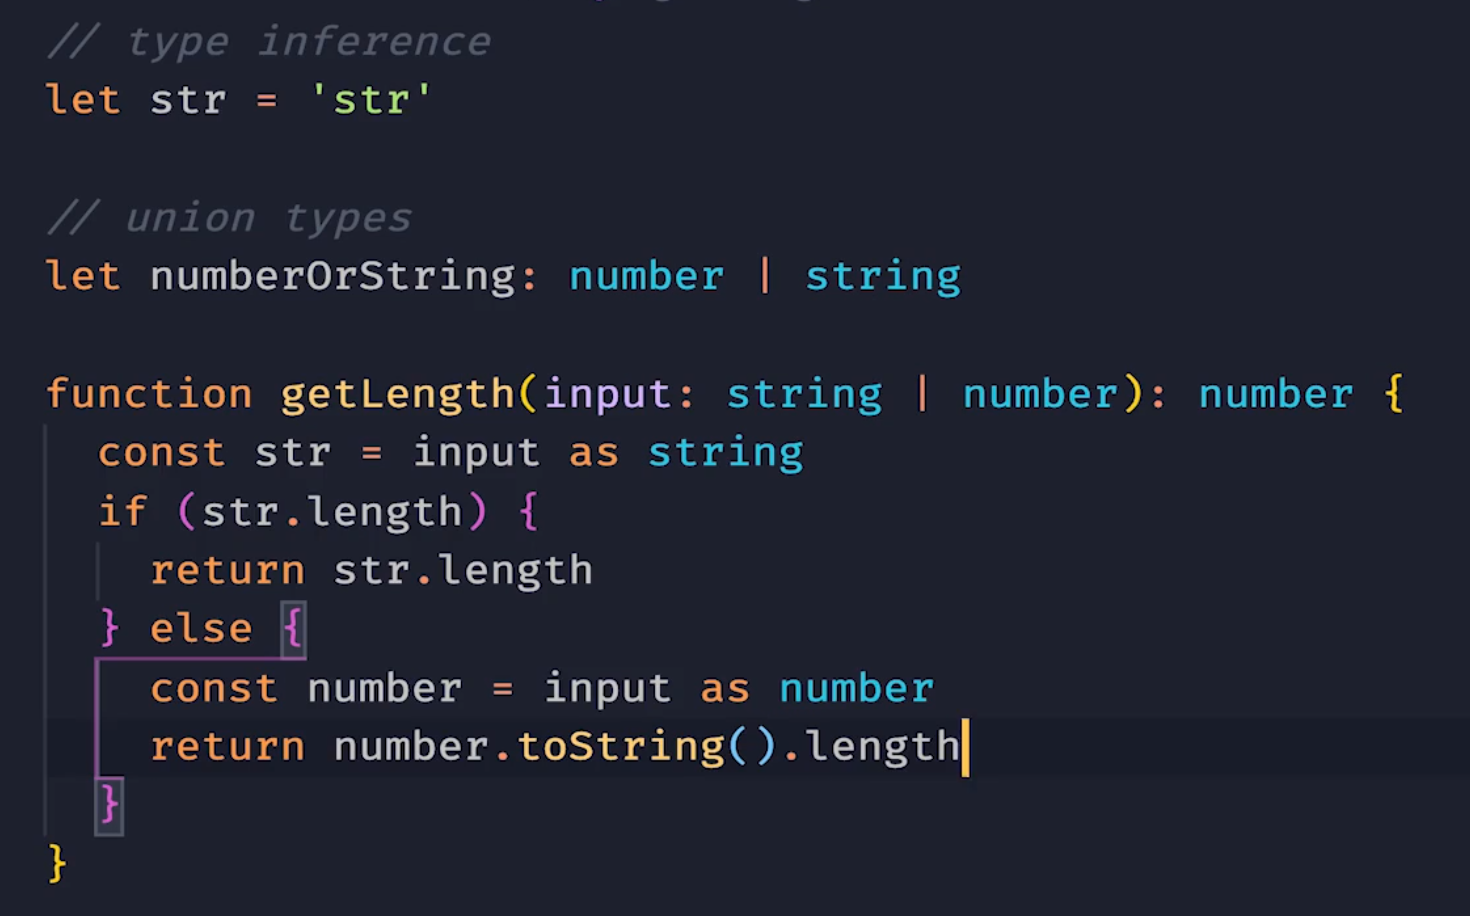 // type inference
let str = 'str'
// union types
let numberOrString: number | string
function getLength(input: string | number): number {
  const str = input as string
  if (str.length) {
    return str.length
  } else {
    const number = input as number
    return number.toString().length
  }
}